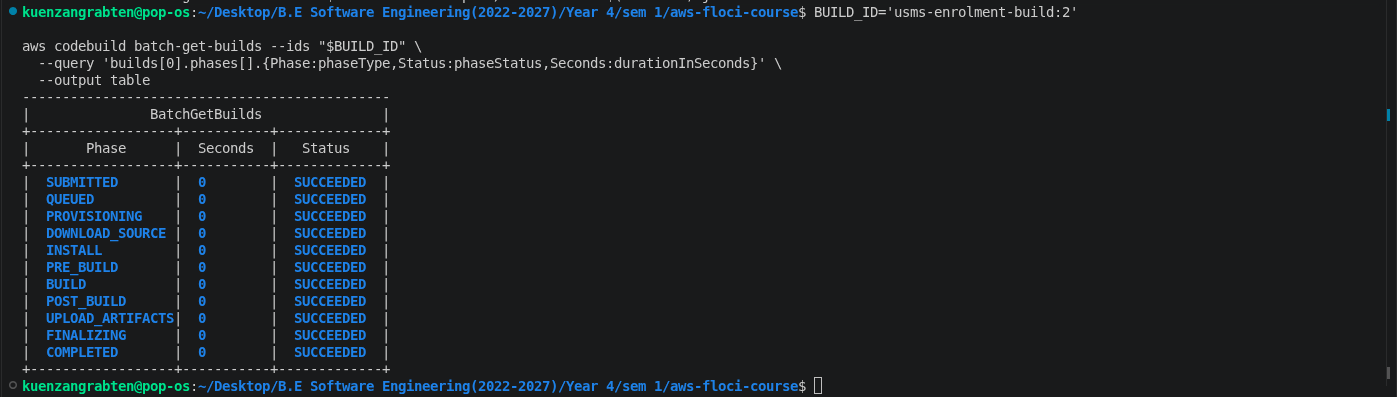 kuenzangrabten@pop-os:~/Desktop/B.E Software Engineering(2022-2027)/Year 4/sem 1/aws-floci-course$ BUILD_ID='usms-enrolment-build:2'

aws codebuild batch-get-builds --ids "$BUILD_ID" \
  --query 'builds[0].phases[].{Phase:phaseType,Status:phaseStatus,Seconds:durationInSeconds}' \
  --output table
----------------------------------------------
|               BatchGetBuilds               |
+------------------+-----------+-------------+
|       Phase      |  Seconds  |   Status    |
+------------------+-----------+-------------+
|  SUBMITTED       |  0        |  SUCCEEDED  |
|  QUEUED          |  0        |  SUCCEEDED  |
|  PROVISIONING    |  0        |  SUCCEEDED  |
|  DOWNLOAD_SOURCE |  0        |  SUCCEEDED  |
|  INSTALL         |  0        |  SUCCEEDED  |
|  PRE_BUILD       |  0        |  SUCCEEDED  |
|  BUILD           |  0        |  SUCCEEDED  |
|  POST_BUILD      |  0        |  SUCCEEDED  |
|  UPLOAD_ARTIFACTS|  0        |  SUCCEEDED  |
|  FINALIZING      |  0        |  SUCCEEDED  |
|  COMPLETED       |  0        |  SUCCEEDED  |
+------------------+-----------+-------------+
kuenzangrabten@pop-os:~/Desktop/B.E Software Engineering(2022-2027)/Year 4/sem 1/aws-floci-course$